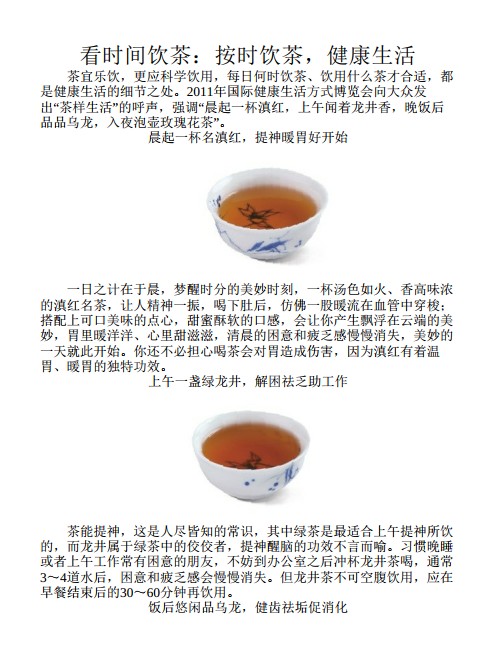 看时间饮茶：按时饮茶，健康生活
茶宜乐饮，更应科学饮用，每日何时饮茶、饮用什么茶才合适，都
是健康生活的细节之处。2011年国际健康生活方式博览会向大众发
出“茶样生活”的呼声，强调“晨起一杯滇红，上午闻着龙井香，晚饭后
品品乌龙，入夜泡壶玫瑰花茶”。
晨起一杯名滇红，提神暖胃好开始
一日之计在于晨，梦醒时分的美妙时刻，一杯汤色如火、香高味浓
的滇红名茶，让人精神一振，喝下肚后，仿佛一股暖流在血管中穿梭；
搭配上可口美味的点心，甜蜜酥软的口感，会让你产生飘浮在云端的美
妙，胃里暖洋洋、心里甜滋滋，清晨的困意和疲乏感慢慢消失，美妙的
一天就此开始。你还不必担心喝茶会对胃造成伤害，因为滇红有着温
胃、暖胃的独特功效。
上午一盏绿龙井，解困祛乏助工作
茶能提神，这是人尽皆知的常识，其中绿茶是最适合上午提神所饮
的，而龙井属于绿茶中的佼佼者，提神醒脑的功效不言而喻。习惯晚睡
或者上午工作常有困意的朋友，不妨到办公室之后冲杯龙井茶喝，通常
3～4道水后，困意和疲乏感会慢慢消失。但龙井茶不可空腹饮用，应在
早餐结束后的30～60分钟再饮用。
饭后悠闲品乌龙，健齿祛垢促消化